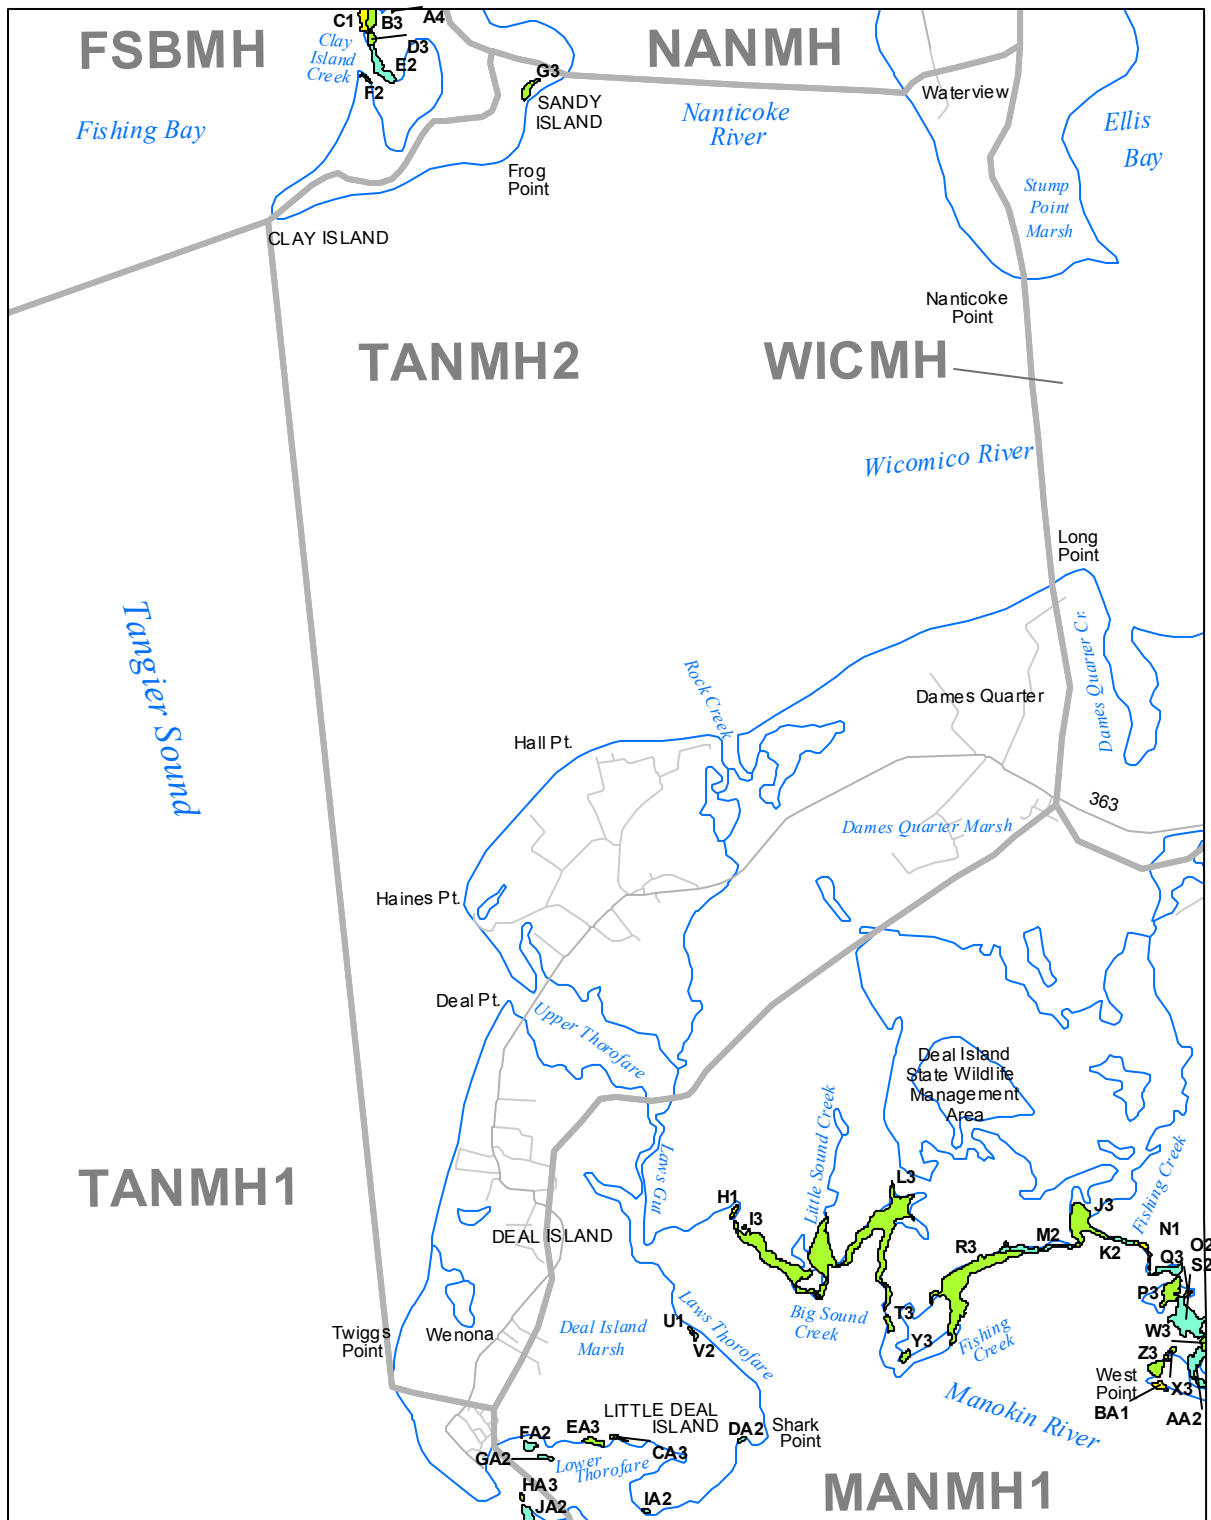 C1
B3
A4
FSBMH
Clay
Island
Creek
D3
E2
F2
NANMH
G3
SANDY
ISLAND
Waterview
Nanticoke
River
Ellis
Bay
Fishing Bay
Frog
Point
Stump
Point
Marsh
CLAY ISLAND
Nanticoke
Point
TANMH2
WICMH
Wicomico River
Long
Point
Tangier Sound
Rock Creek
Dames Quarter
Dames Quarter Cr.
Hall Pt.
363
Dames Quarter Marsh
Haines Pt.
Deal Pt.
Upper Thorofare
Deal Island
State Wildlife
Management
Area
Laws Gut
Little Sound Creek
Fishing Creek
TANMH1
L3
H1
I3
J3
DEAL ISLAND
R3
M2
K2
N1
O2
Q3
S2
P3
Laws Thorofare
Big Sound
Creek
T3
U1
V2
Twiggs
Point
Wenona
Deal Island
Marsh
Y3
Fishing
Creek
W3
Z3
West
Point
X3
BA1
AA2
Manokin River
LITTLE DEAL
ISLAND
FA2
EA3
DA2
Shark
Point
GA2
Lower
Thorofare
CA3
HA3
JA2
IA2
MANMH1